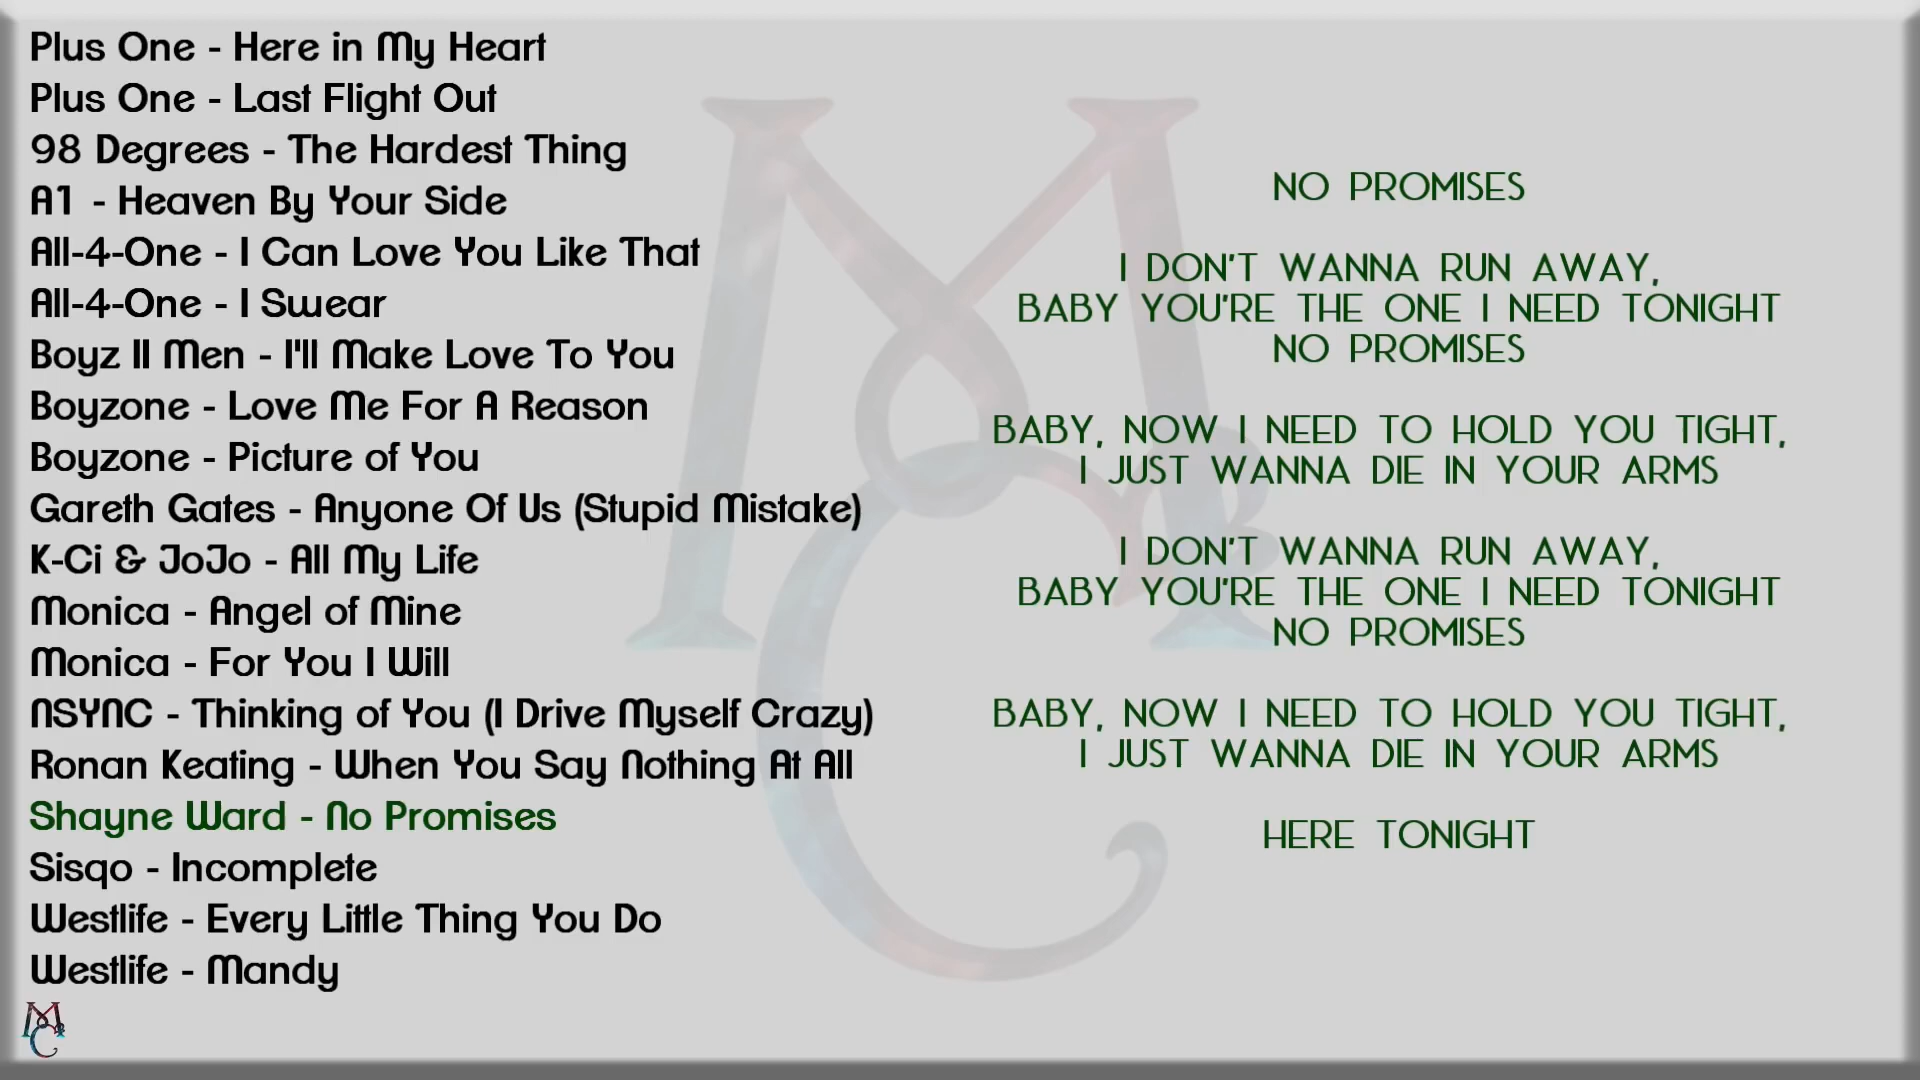 Plus One - Here in My Heart
Plus One - Last Flight Out
98 Degrees - The Hardest Thing
A1 - Heaven By Your Side
All-4-One - I Can Love You Like That
All-4-One - I Swear
Boyz II Men - I'll Make Love To You
Boyzone - Love Me For A Reason
Boyzone - Picture of You
Gareth Gates - Anyone Of Us (Stupid Mistake)
K-Ci & JoJo - All My Life
Monica - Angel of Mine
Monica - For You I Will
NSYNC - Thinking of You (I Drive Myself Crazy)
Ronan Keating - When You Say Nothing At All
Shayne Ward - No Promises
Sisqo - Incomplete
Westlife - Every Little Thing You Do
Westlife - Mandy
NO PROMISES
I DON'T WANNA RUN AWAY,
BABY YOU'RE THE ONE I NEED TONIGHT
NO PROMISES
BABY, NOW I NEED TO HOLD YOU TIGHT,
I JUST WANNA DIE IN YOUR ARMS
I DON'T WANNA RUN AWAY,
BABY YOU'RE THE ONE I NEED TONIGHT
NO PROMISES
BABY, NOW I NEED TO HOLD YOU TIGHT,
I JUST WANNA DIE IN YOUR ARMS
HERE TONIGHT